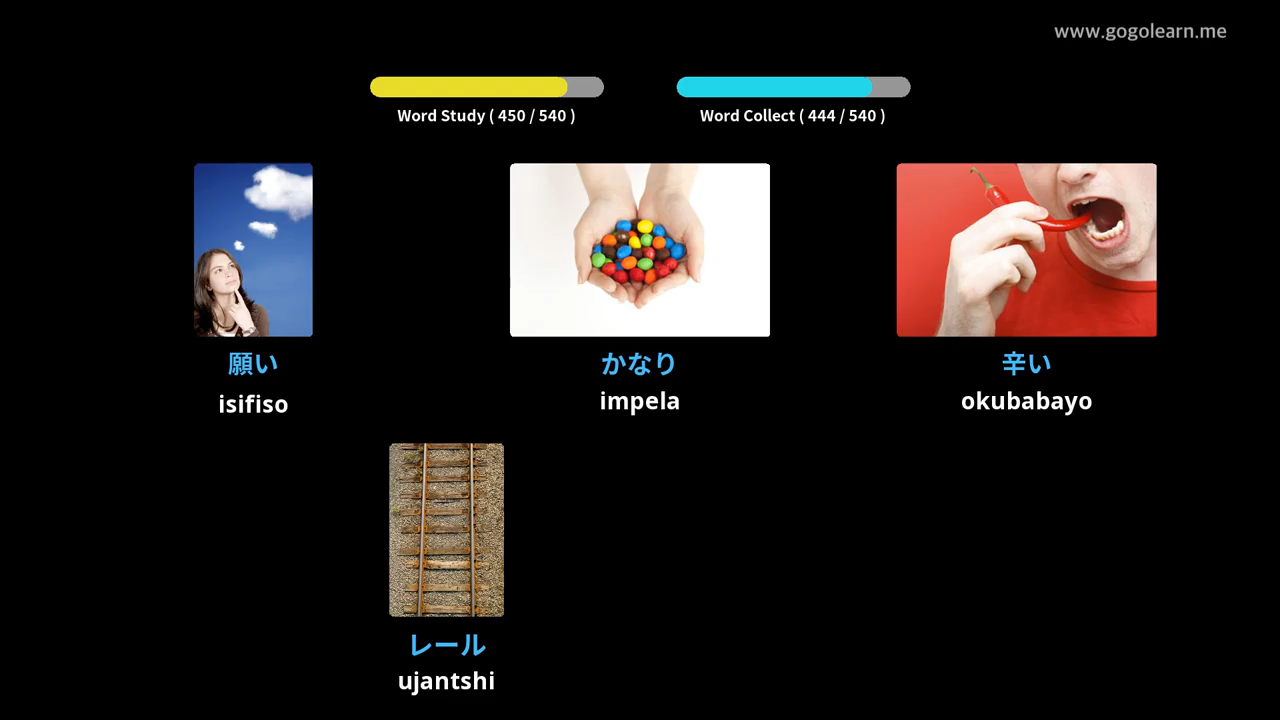 www.gogolearn.me
Word Study ( 450 / 540 )
Word Collect ( 444 / 540 )
願い
かなり
辛い
isifiso
impela
okubabayo
レール
ujantshi